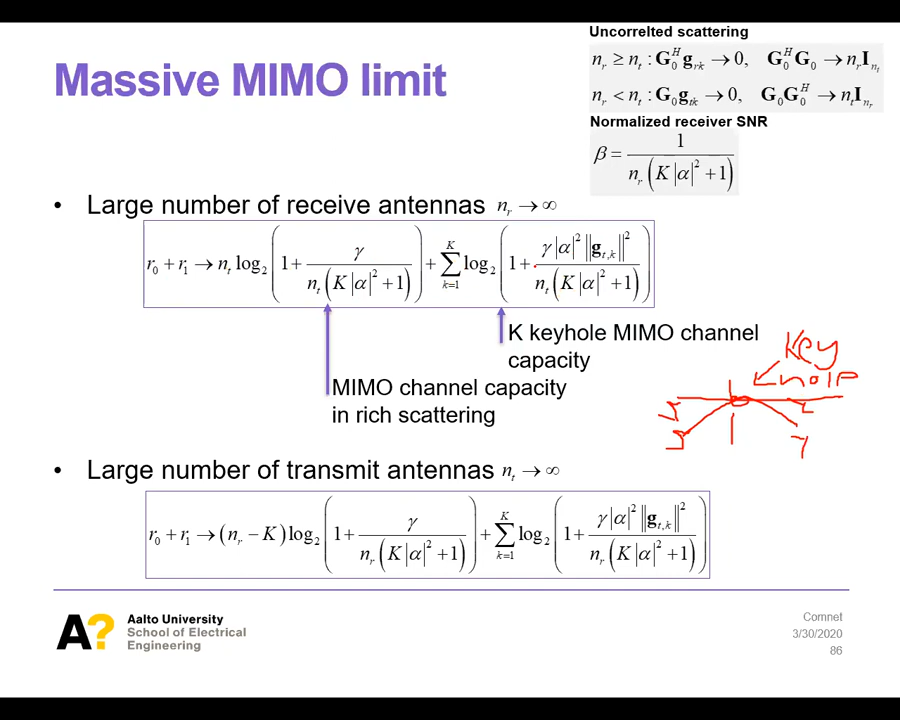 Massive MIMO limit
Uncorrelted scattering
n_r ≥ n_t : G_0^H g_rk → 0, G_0^H G_0 → n_r I_{n_t}
n_r < n_t : G_0 g_tk → 0, G_0 G_0^H → n_t I_{n_r}
Normalized receiver SNR
β = 1 / (n_r (K|α|^2 + 1))
• Large number of receive antennas n_r → ∞
r_0 + r_1 → n_t log_2 (1 + γ / (n_t (K|α|^2 + 1))) + Σ_{k=1}^{K} log_2 (1 + γ|α|^2 ||g_{t,k}||^2 / (n_t (K|α|^2 + 1)))
K keyhole MIMO channel
capacity
MIMO channel capacity
in rich scattering
Key
hole
• Large number of transmit antennas n_t → ∞
r_0 + r_1 → (n_r − K) log_2 (1 + γ / (n_r (K|α|^2 + 1))) + Σ_{k=1}^{K} log_2 (1 + γ|α|^2 ||g_{t,k}||^2 / (n_r (K|α|^2 + 1)))
A?
Aalto University
School of Electrical
Engineering
Comnet
3/30/2020
86